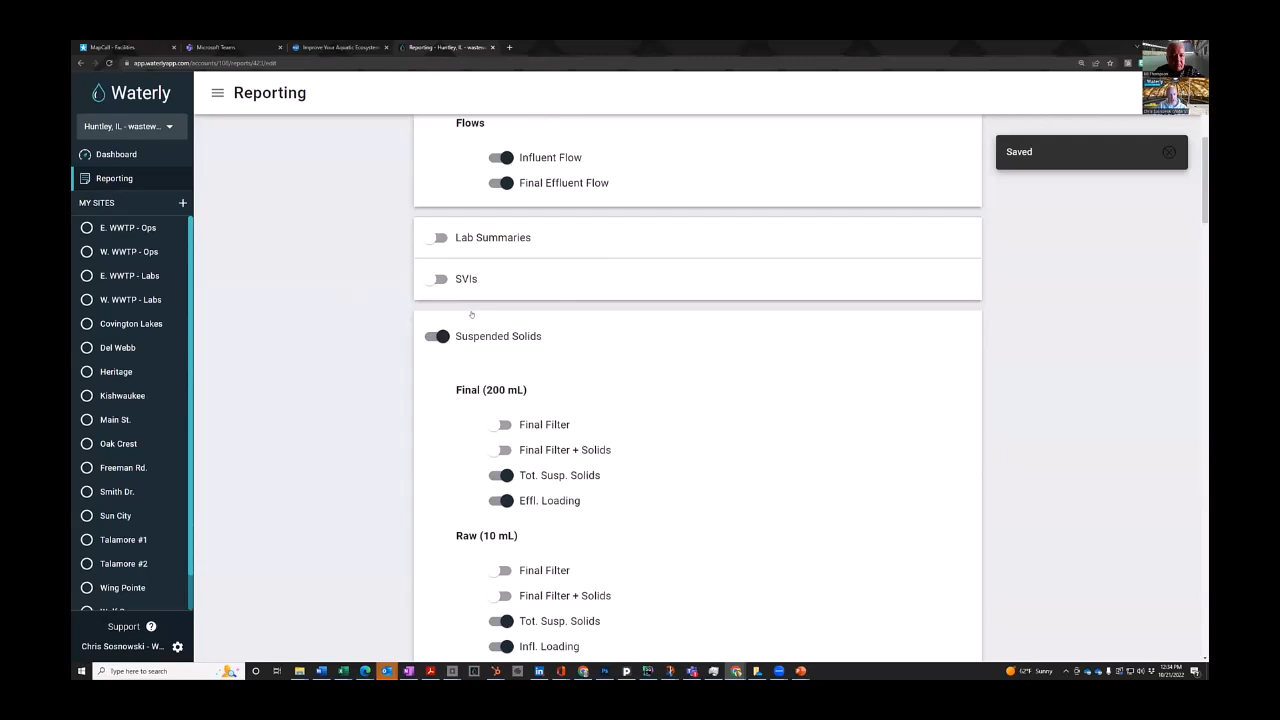 MapCall - Facilities
Microsoft Teams
Improve Your Aquatic Ecosystem
Reporting - Huntley, IL - wastew
app.waterlyapp.com/accounts/108/reports/423/edit
Waterly
Reporting
Huntley, IL - wastew...
Dashboard
Reporting
MY SITES
E. WWTP - Ops
W. WWTP - Ops
E. WWTP - Labs
W. WWTP - Labs
Covington Lakes
Del Webb
Heritage
Kishwaukee
Main St.
Oak Crest
Freeman Rd.
Smith Dr.
Sun City
Talamore #1
Talamore #2
Wing Pointe
Support
Chris Sosnowski - W...
Flows
Influent Flow
Final Effluent Flow
Lab Summaries
SVIs
Suspended Solids
Final (200 mL)
Final Filter
Final Filter + Solids
Tot. Susp. Solids
Effl. Loading
Raw (10 mL)
Final Filter
Final Filter + Solids
Tot. Susp. Solids
Infl. Loading
Saved
Waterly
Type here to search
62°F Sunny
12:34 PM
10/21/2022